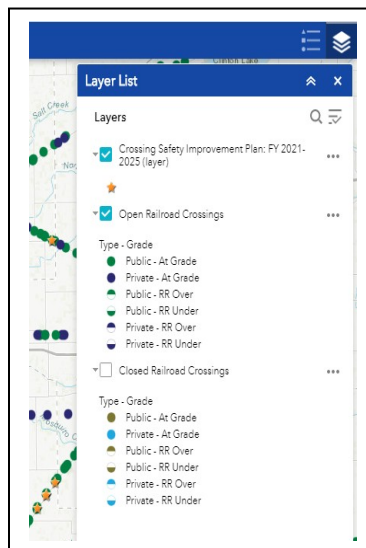 Clinton Lake
Layer List
Salt Creek
Layers
Crossing Safety Improvement Plan: FY 2021-
2025 (layer)
Open Railroad Crossings
Type - Grade
Public - At Grade
Private - At Grade
Public - RR Over
Public - RR Under
Private - RR Over
Private - RR Under
Closed Railroad Crossings
Type - Grade
Public - At Grade
Private - At Grade
Public - RR Over
Public - RR Under
Private - RR Over
Private - RR Under